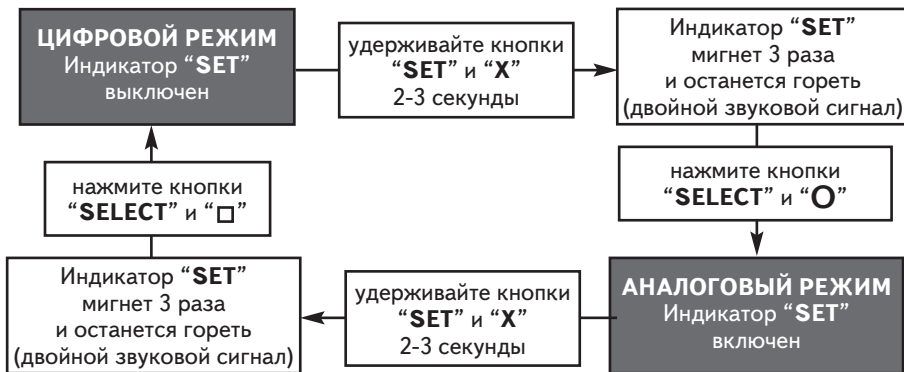 ЦИФРОВОЙ РЕЖИМ
Индикатор “SET”
выключен
удерживайте кнопки
“SET” и “X”
2-3 секунды
Индикатор “SET”
мигнет 3 раза
и останется гореть
(двойной звуковой сигнал)
нажмите кнопки
“SELECT” и “O”
АНАЛОГОВЫЙ РЕЖИМ
Индикатор “SET”
включен
удерживайте кнопки
“SET” и “X”
2-3 секунды
Индикатор “SET”
мигнет 3 раза
и останется гореть
(двойной звуковой сигнал)
нажмите кнопки
“SELECT” и “□”